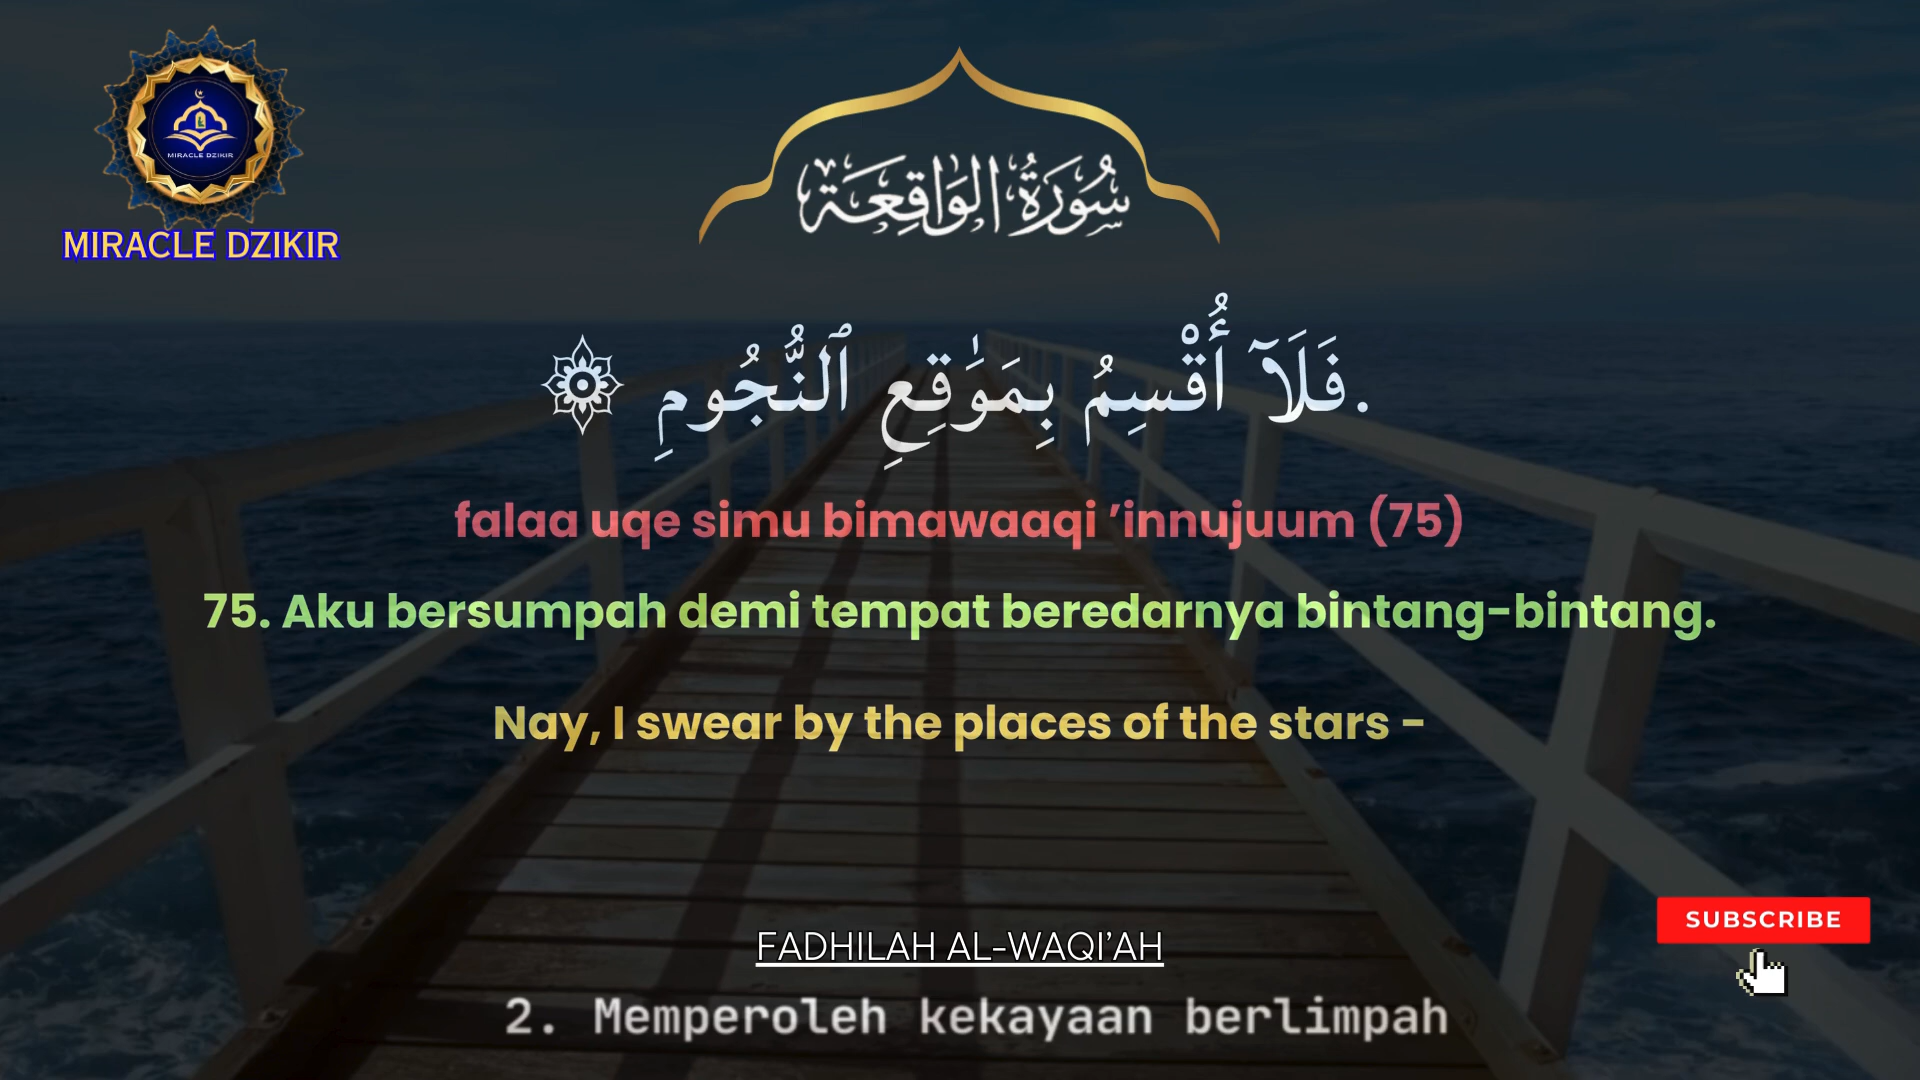 MIRACLE DZIKIR
MIRACLE DZIKIR
سُورَةُ الوَاقِعَة
فَلَآ أُقْسِمُ بِمَوَٰقِعِ ٱلنُّجُومِ ۞.
falaa uqe simu bimawaaqi ’innujuum (75)
75. Aku bersumpah demi tempat beredarnya bintang-bintang.
Nay, I swear by the places of the stars -
SUBSCRIBE
FADHILAH AL-WAQI’AH
2. Memperoleh kekayaan berlimpah